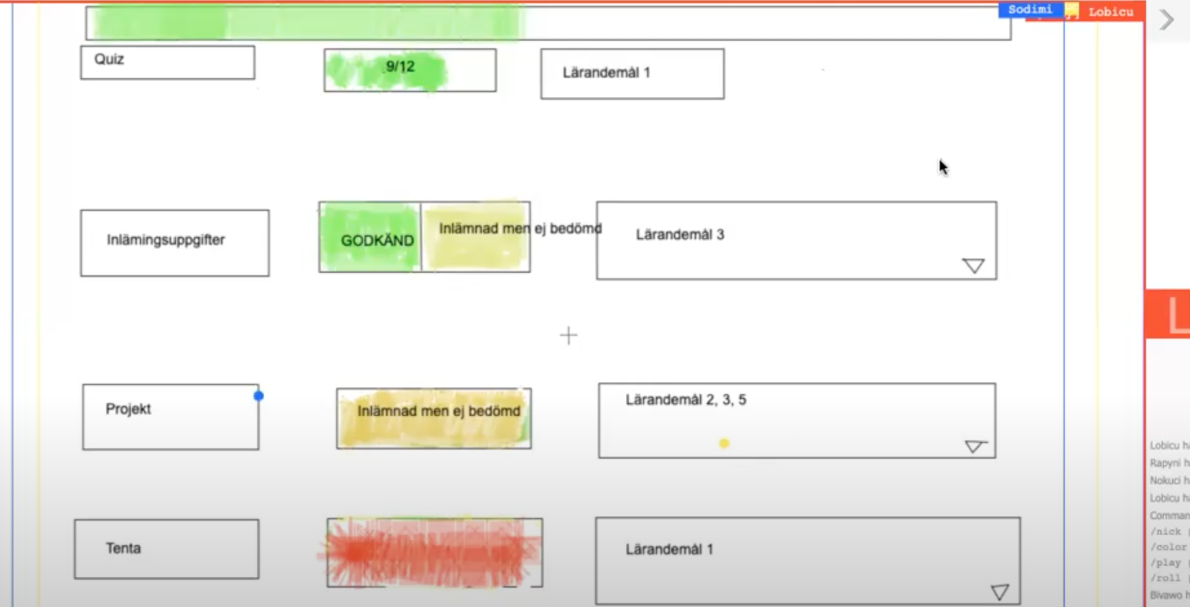 Sodimi
Lobicu
Quiz
9/12
Lärandemål 1
Inlämingsuppgifter
GODKÄND
Inlämnad men ej bedömd
Lärandemål 3
L
Projekt
Inlämnad men ej bedömd
Lärandemål 2, 3, 5
Tenta
Lärandemål 1
Lobicu
Rapyni
Nokuci
Lobicu
/nick
/color
/play
/roll
Bivawo